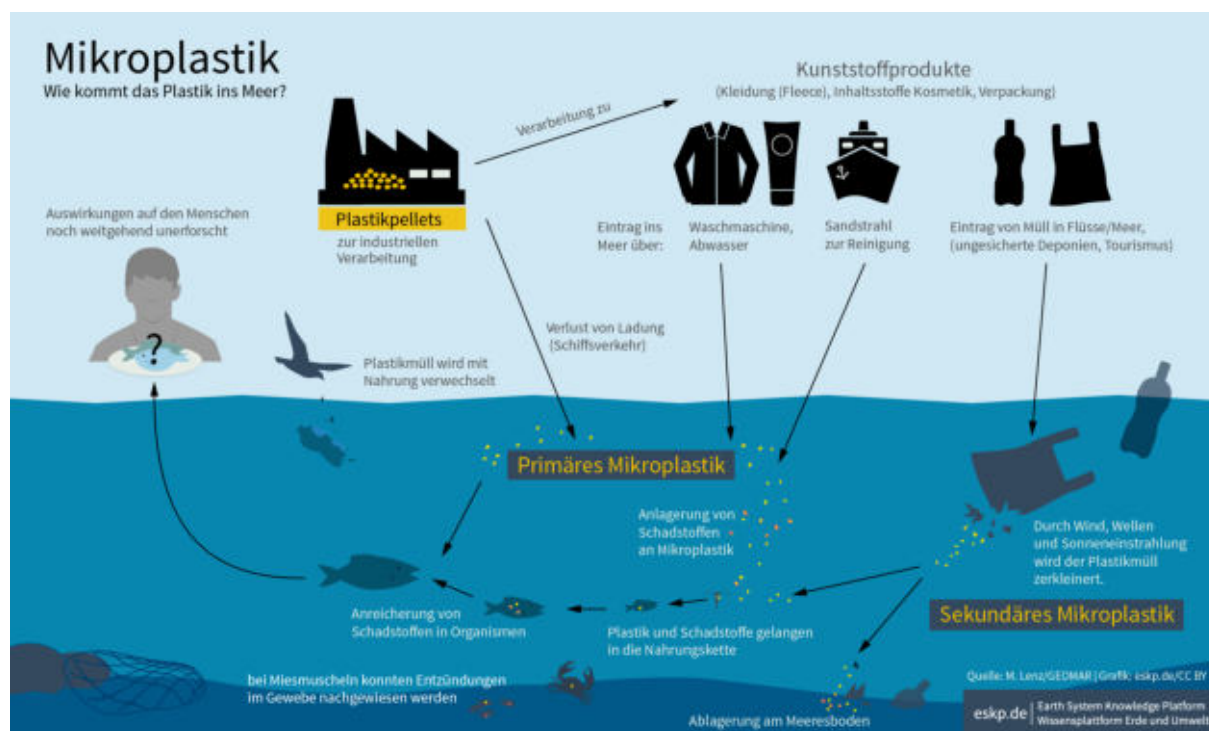 Mikroplastik
Wie kommt das Plastik ins Meer?
Kunststoffprodukte
(Kleidung (Fleece), Inhaltsstoffe Kosmetik, Verpackung)
Verarbeitung zu
Plastikpellets
zur industriellen
Verarbeitung
Auswirkungen auf den Menschen
noch weitgehend unerforscht
?
Eintrag ins
Meer über:
Waschmaschine,
Abwasser
Sandstrahl
zur Reinigung
Eintrag von Müll in Flüsse/Meer,
(ungesicherte Deponien, Tourismus)
Verlust von Ladung
(Schiffsverkehr)
Plastikmüll wird mit
Nahrung verwechselt
Primäres Mikroplastik
Anlagerung von
Schadstoffen
an Mikroplastik
Durch Wind, Wellen
und Sonneneinstrahlung
wird der Plastikmüll
zerkleinert.
Sekundäres Mikroplastik
Anreicherung von
Schadstoffen in Organismen
Plastik und Schadstoffe gelangen
in die Nahrungskette
bei Miesmuscheln konnten Entzündungen
im Gewebe nachgewiesen werden
Ablagerung am Meeresboden
Quelle: M. Lenz/GEOMAR | Grafik: eskp.de/CC BY
eskp.de | Earth System Knowledge Platform
Wissensplattform Erde und Umwelt